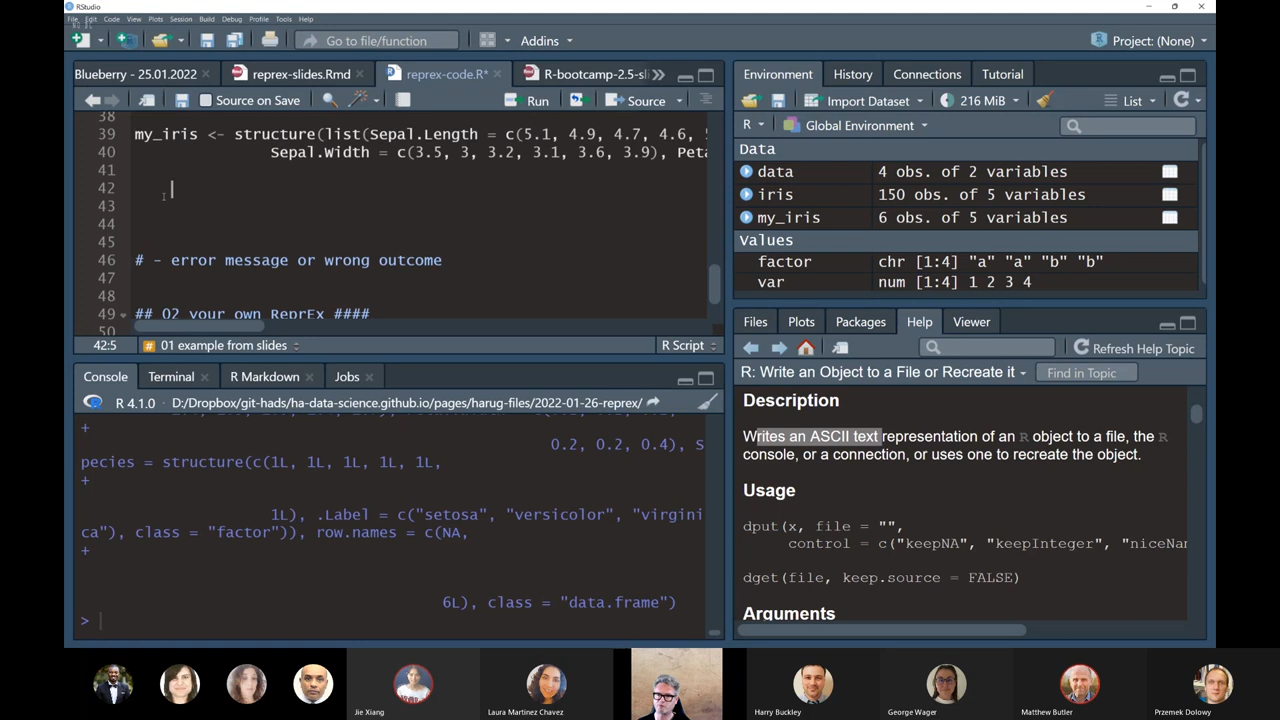 RStudio
File Edit Code View Plots Session Build Debug Profile Tools Help
Go to file/function Addins Project: (None)
Blueberry - 25.01.2022 reprex-slides.Rmd reprex-code.R* R-bootcamp-2.5-sl
Source on Save Run Source
38
39 my_iris <- structure(list(Sepal.Length = c(5.1, 4.9, 4.7, 4.6,
40 Sepal.Width = c(3.5, 3, 3.2, 3.1, 3.6, 3.9), Peta
41
42
43
44
45
46 # - error message or wrong outcome
47
48
49 ## 02 your own ReprEx ####
50
42:5 01 example from slides R Script
Console Terminal R Markdown Jobs
R 4.1.0 D:/Dropbox/git-hads/ha-data-science.github.io/pages/harug-files/2022-01-26-reprex/
+
0.2, 0.2, 0.4), S
pecies = structure(c(1L, 1L, 1L, 1L, 1L,
+
1L), .Label = c("setosa", "versicolor", "virgini
ca"), class = "factor")), row.names = c(NA,
+
6L), class = "data.frame")
>
Environment History Connections Tutorial
Import Dataset 216 MiB List
R Global Environment
Data
data 4 obs. of 2 variables
iris 150 obs. of 5 variables
my_iris 6 obs. of 5 variables
Values
factor chr [1:4] "a" "a" "b" "b"
var num [1:4] 1 2 3 4
Files Plots Packages Help Viewer
Refresh Help Topic
R: Write an Object to a File or Recreate it Find in Topic
Description
Writes an ASCII text representation of an R object to a file, the R
console, or a connection, or uses one to recreate the object.
Usage
dput(x, file = "",
control = c("keepNA", "keepInteger", "niceNar
dget(file, keep.source = FALSE)
Arguments
Jie Xiang
Laura Martinez Chavez
Harry Buckley
George Wager
Matthew Butler
Przemek Dolowy